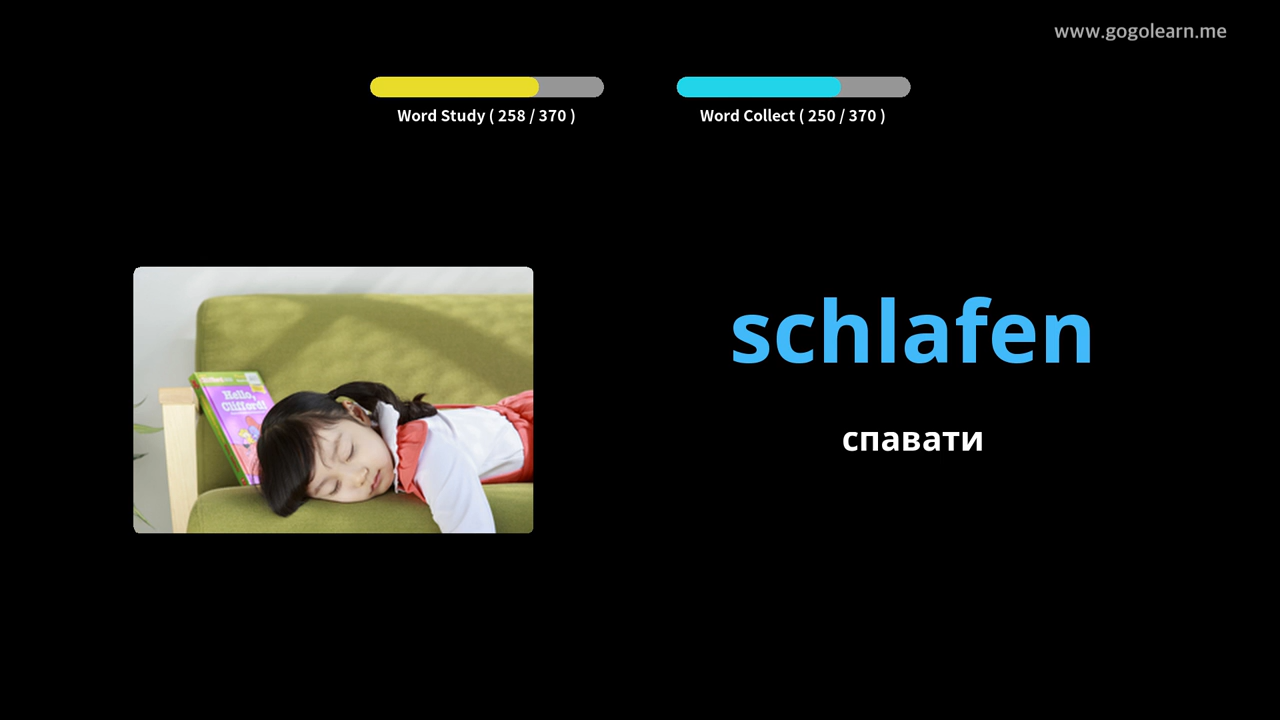 www.gogolearn.me
Word Study ( 258 / 370 )
Word Collect ( 250 / 370 )
Hello,
Clifford!
schlafen
спавати